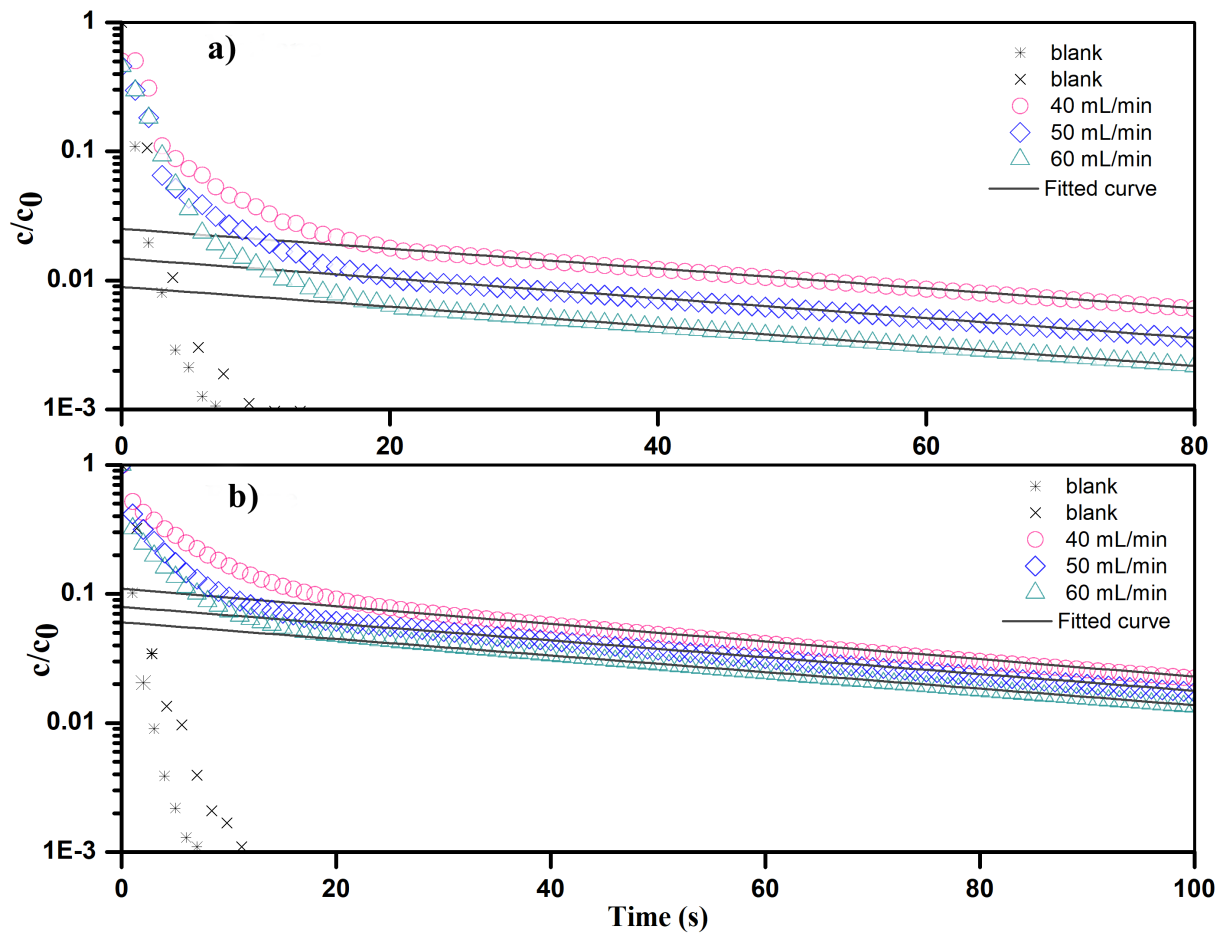 a)
1
0.1
0.01
1E-3
c/c0
blank
blank
40 mL/min
50 mL/min
60 mL/min
Fitted curve
0 20 40 60 80
b)
1
0.1
0.01
1E-3
c/c0
blank
blank
40 mL/min
50 mL/min
60 mL/min
Fitted curve
0 20 40 60 80 100
Time (s)